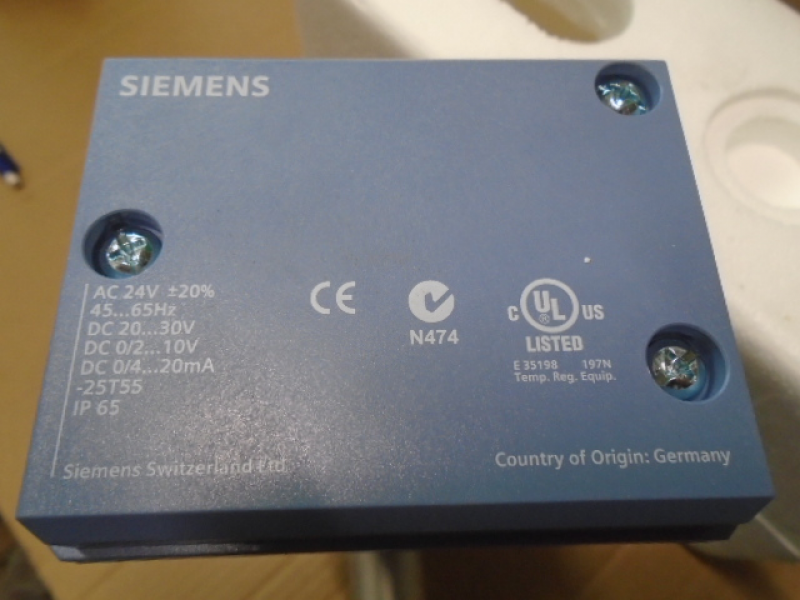 SIEMENS
AC 24V ±20%
45...65Hz
DC 20...30V
DC 0/2...10V
DC 0/4...20mA
-25T55
IP 65
CE
N474
C UL US
®
LISTED
E 35198 197N
Temp. Reg. Equip.
Siemens Switzerland Ltd
Country of Origin: Germany